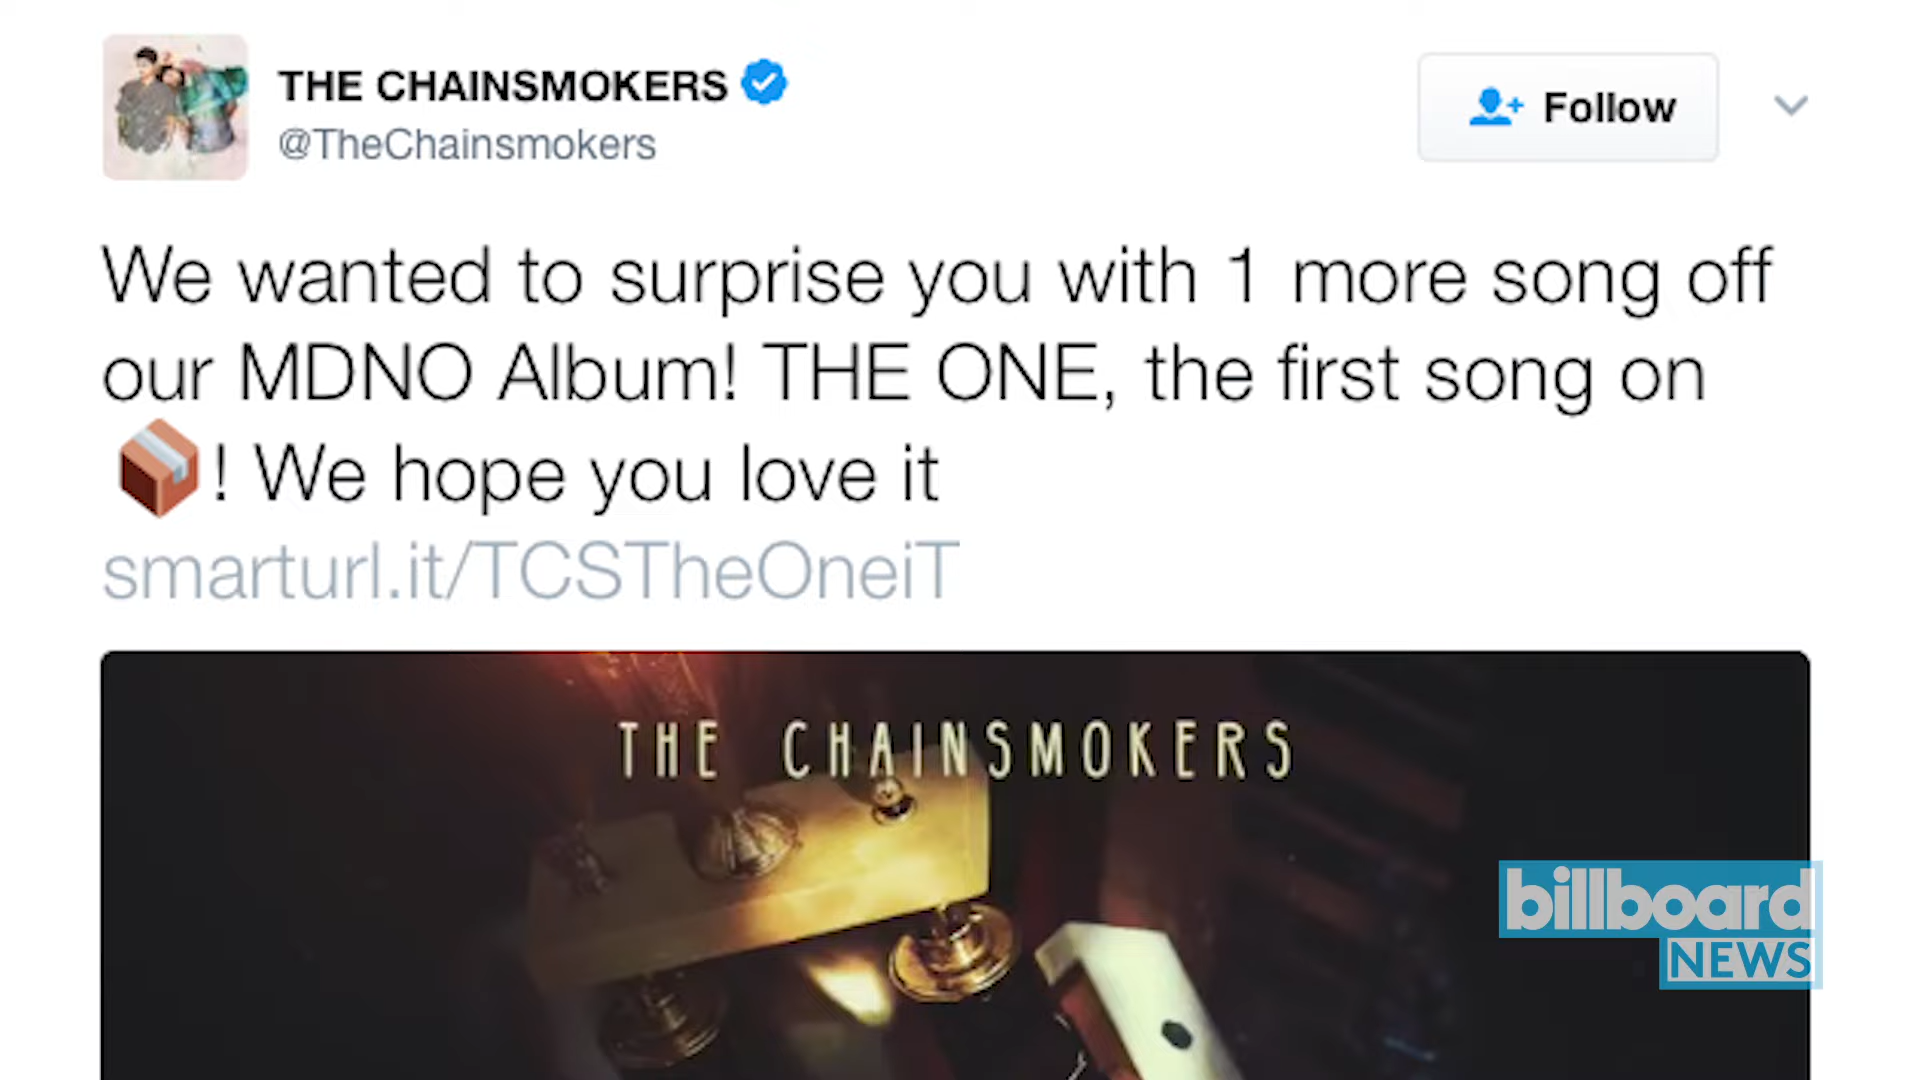 THE CHAINSMOKERS
@TheChainsmokers
Follow
We wanted to surprise you with 1 more song off
our MDNO Album! THE ONE, the first song on
📦! We hope you love it
smarturl.it/TCSTheOneiT
THE CHAINSMOKERS
billboard
NEWS